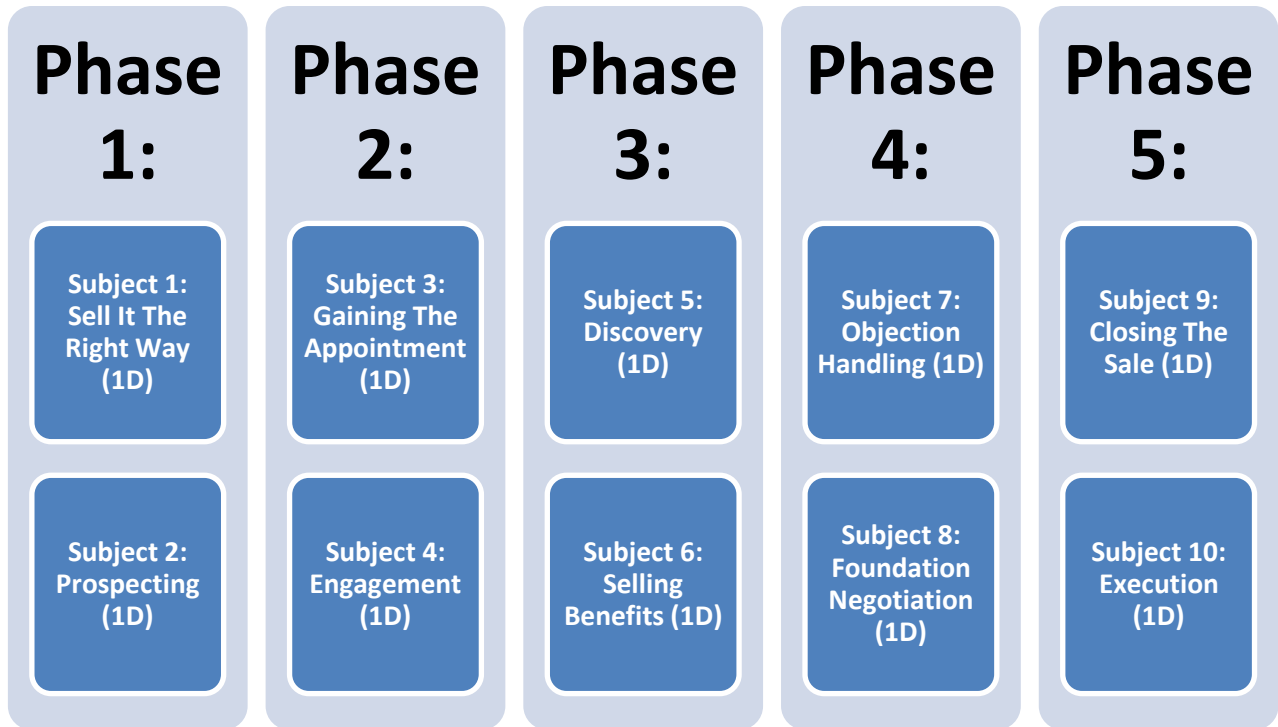 Phase
1:
Subject 1:
Sell It The
Right Way
(1D)
Subject 2:
Prospecting
(1D)
Phase
2:
Subject 3:
Gaining The
Appointment
(1D)
Subject 4:
Engagement
(1D)
Phase
3:
Subject 5:
Discovery
(1D)
Subject 6:
Selling
Benefits (1D)
Phase
4:
Subject 7:
Objection
Handling (1D)
Subject 8:
Foundation
Negotiation
(1D)
Phase
5:
Subject 9:
Closing The
Sale (1D)
Subject 10:
Execution
(1D)